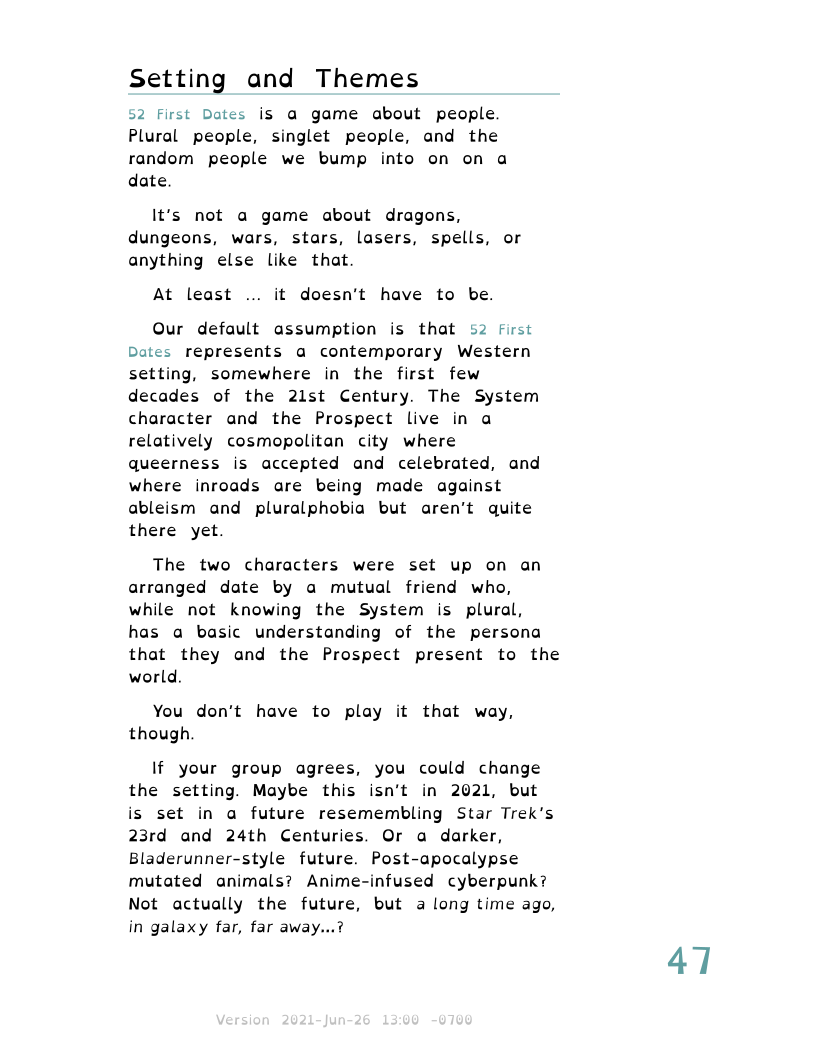 Setting and Themes
52 First Dates is a game about people.
Plural people, singlet people, and the
random people we bump into on on a
date.
It's not a game about dragons,
dungeons, wars, stars, lasers, spells, or
anything else like that.
At least ... it doesn't have to be.
Our default assumption is that 52 First
Dates represents a contemporary Western
setting, somewhere in the first few
decades of the 21st Century. The System
character and the Prospect live in a
relatively cosmopolitan city where
queerness is accepted and celebrated, and
where inroads are being made against
ableism and pluralphobia but aren't quite
there yet.
The two characters were set up on an
arranged date by a mutual friend who,
while not knowing the System is plural,
has a basic understanding of the persona
that they and the Prospect present to the
world.
You don't have to play it that way,
though.
If your group agrees, you could change
the setting. Maybe this isn't in 2021, but
is set in a future resemembling Star Trek's
23rd and 24th Centuries. Or a darker,
Bladerunner-style future. Post-apocalypse
mutated animals? Anime-infused cyberpunk?
Not actually the future, but a long time ago,
in galaxy far, far away...?
47
Version 2021-Jun-26 13:00 -0700